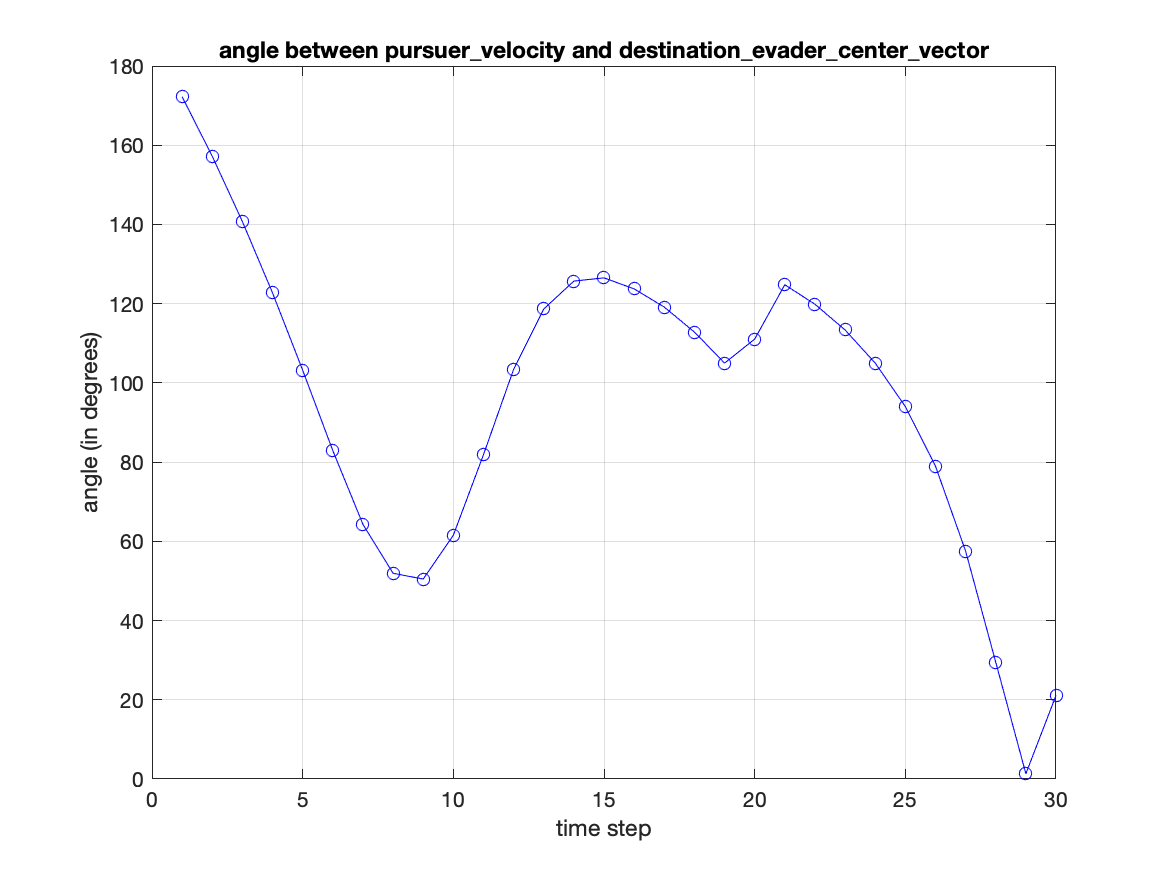 angle between pursuer_velocity and destination_evader_center_vector
180
160
140
120
100
80
60
40
20
0
angle (in degrees)
0 5 10 15 20 25 30
time step